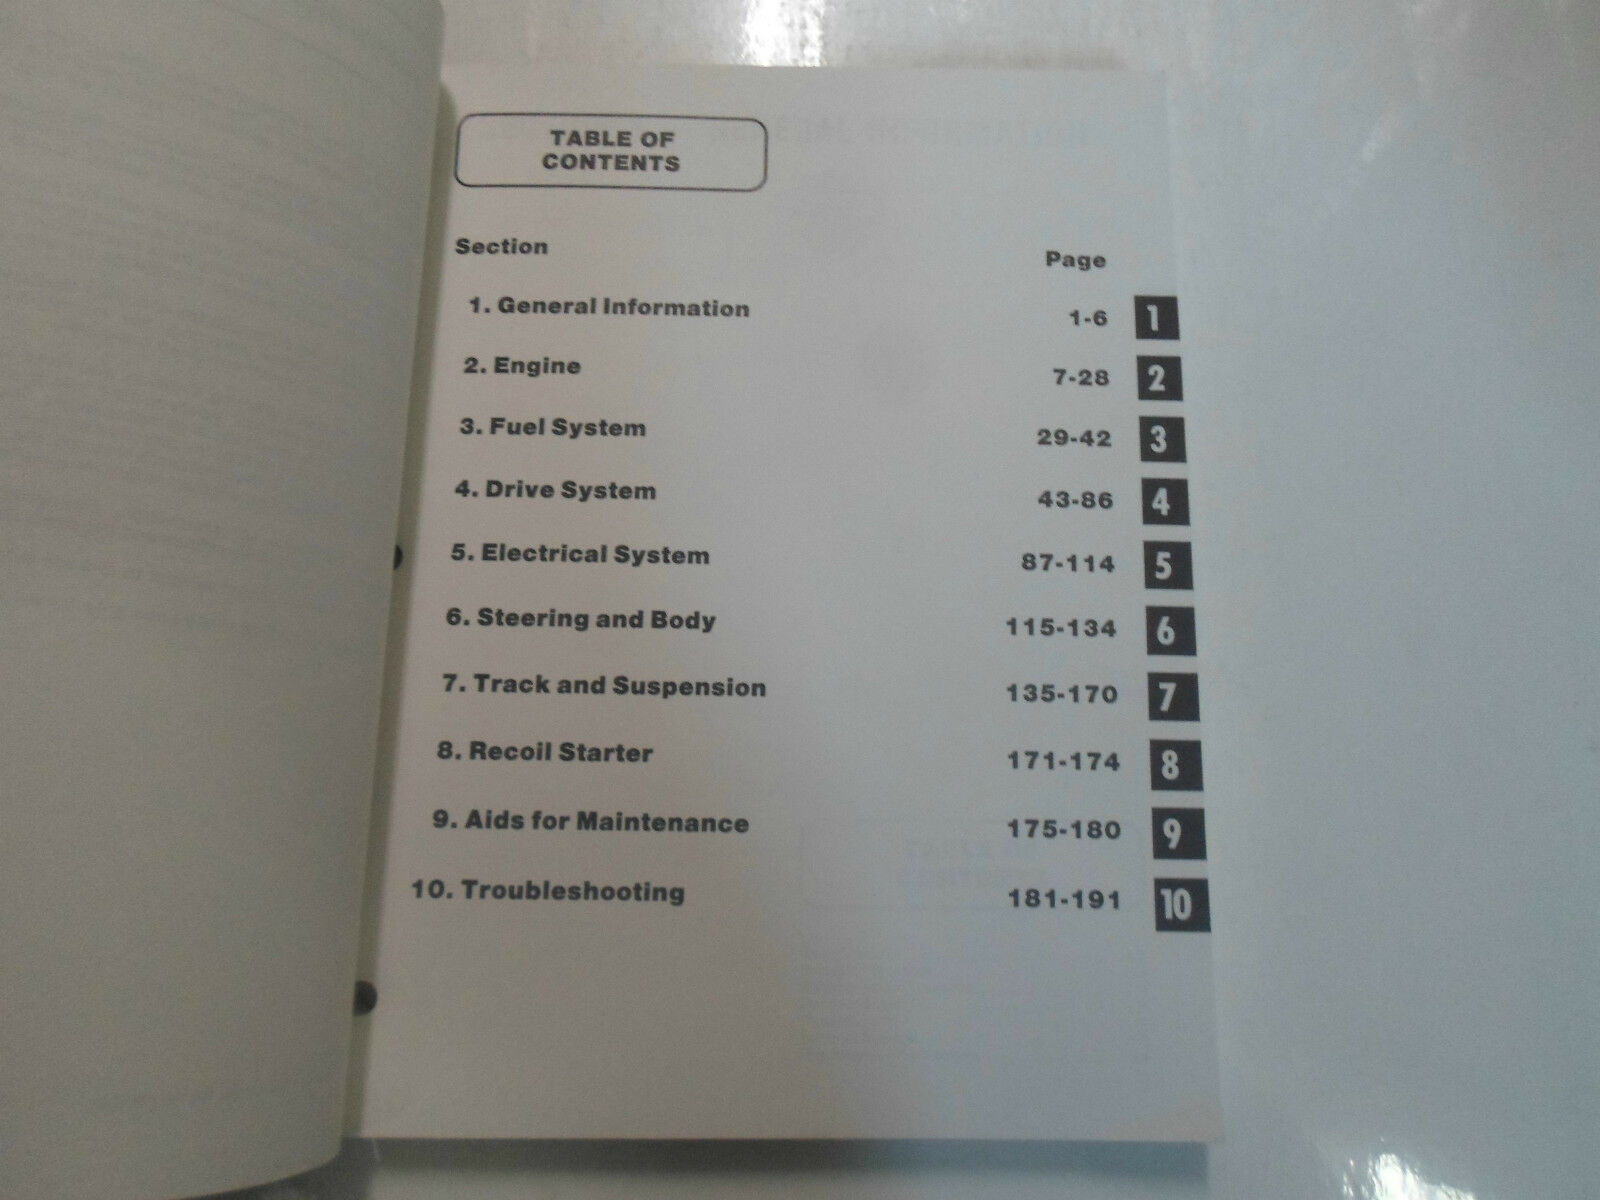 TABLE OF
CONTENTS
Section Page
1. General Information 1-6 1
2. Engine 7-28 2
3. Fuel System 29-42 3
4. Drive System 43-86 4
5. Electrical System 87-114 5
6. Steering and Body 115-134 6
7. Track and Suspension 135-170 7
8. Recoil Starter 171-174 8
9. Aids for Maintenance 175-180 9
10. Troubleshooting 181-191 10